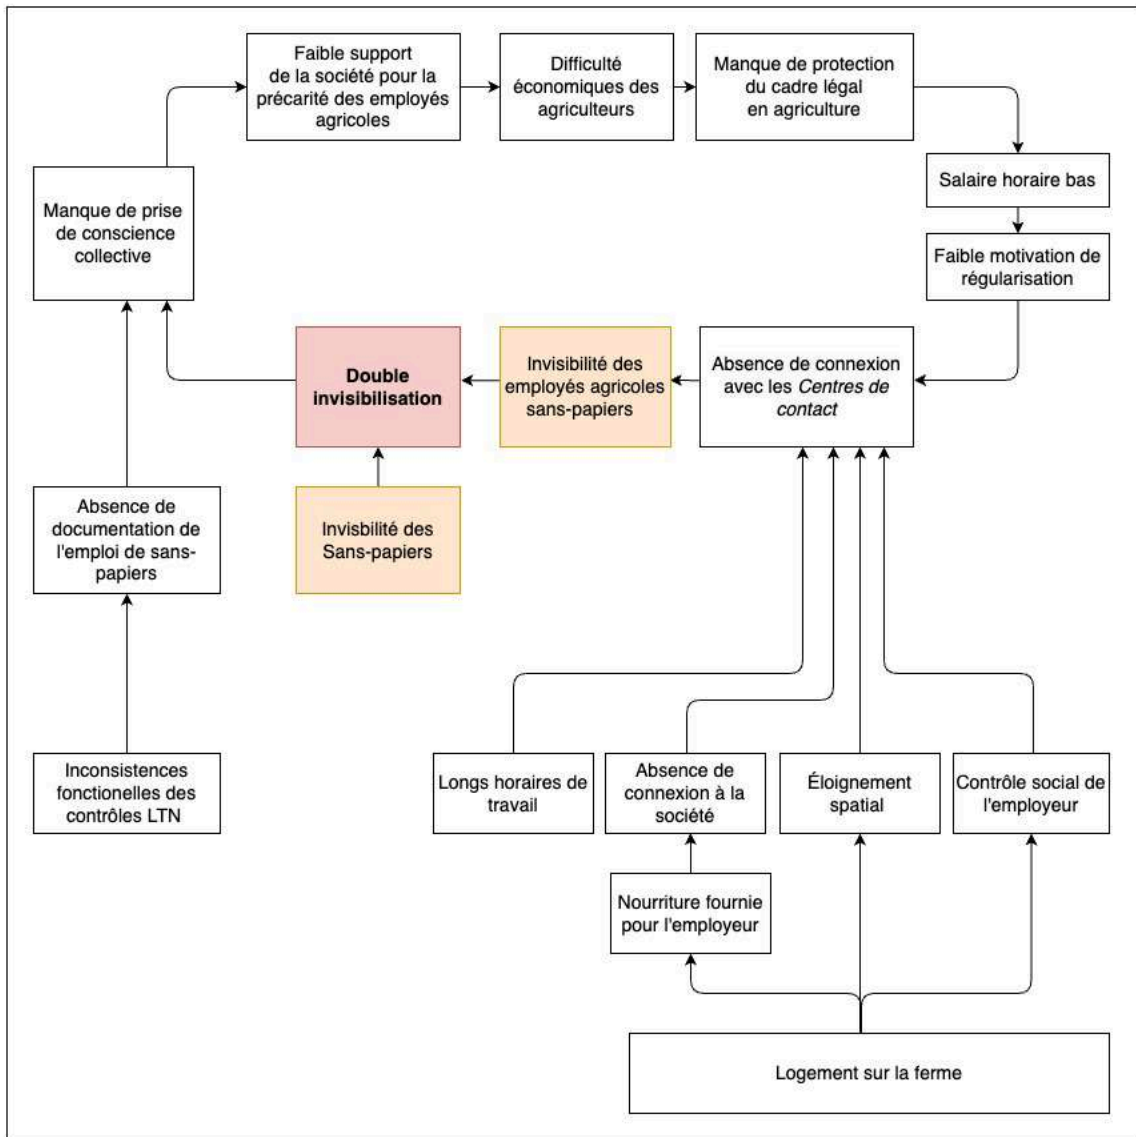 Faible support
de la société pour la
précarité des employés
agricoles
Difficulté
économiques des
agriculteurs
Manque de protection
du cadre légal
en agriculture
Salaire horaire bas
Manque de prise
de conscience
collective
Faible motivation de
régularisation
Double
invisibilisation
Invisibilité des
employés agricoles
sans-papiers
Absence de connexion
avec les Centres de
contact
Absence de
documentation de
l'emploi de sans-
papiers
Invisbilité des
Sans-papiers
Inconsistences
fonctionelles des
contrôles LTN
Longs horaires de
travail
Absence de
connexion à la
société
Éloignement
spatial
Contrôle social de
l'employeur
Nourriture fournie
pour l'employeur
Logement sur la ferme